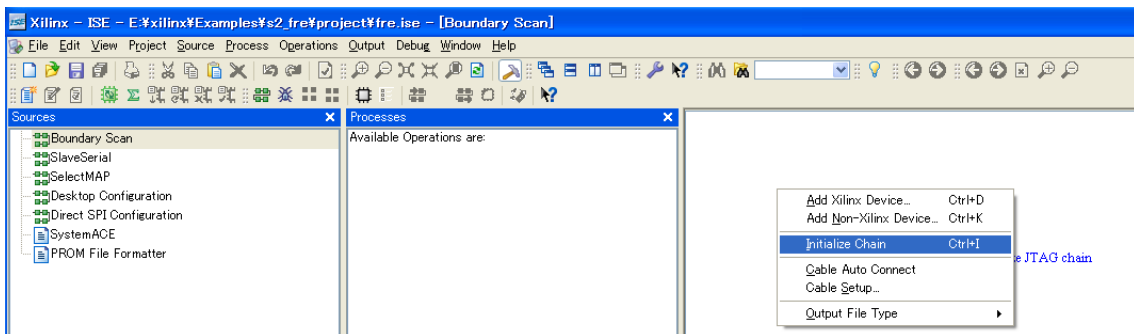 Xilinx - ISE - E:¥xilinx¥Examples¥s2_fre¥project¥fre.ise - [Boundary Scan]
File Edit View Project Source Process Operations Output Debug Window Help
Sources
Processes
Boundary Scan
SlaveSerial
SelectMAP
Desktop Configuration
Direct SPI Configuration
SystemACE
PROM File Formatter
Available Operations are:
Add Xilinx Device... Ctrl+D
Add Non-Xilinx Device... Ctrl+K
Initialize Chain Ctrl+I
Cable Auto Connect
Cable Setup...
Output File Type
JTAG chain